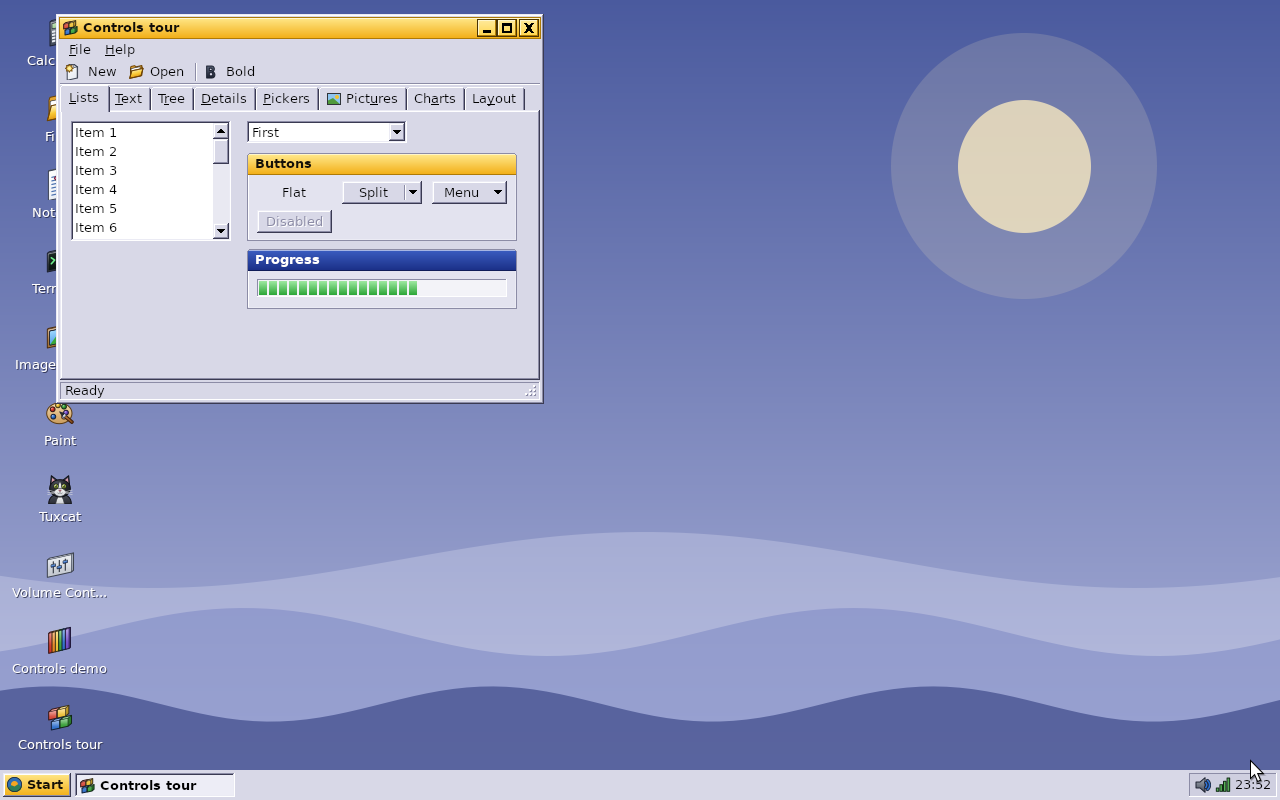 Controls tour
File Help
New Open Bold
Lists Text Tree Details Pickers Pictures Charts Layout
Item 1
Item 2
Item 3
Item 4
Item 5
Item 6
First
Buttons
Flat Split Menu
Disabled
Progress
Ready
Paint
Tuxcat
Volume Cont...
Controls demo
Controls tour
Start Controls tour 23:52